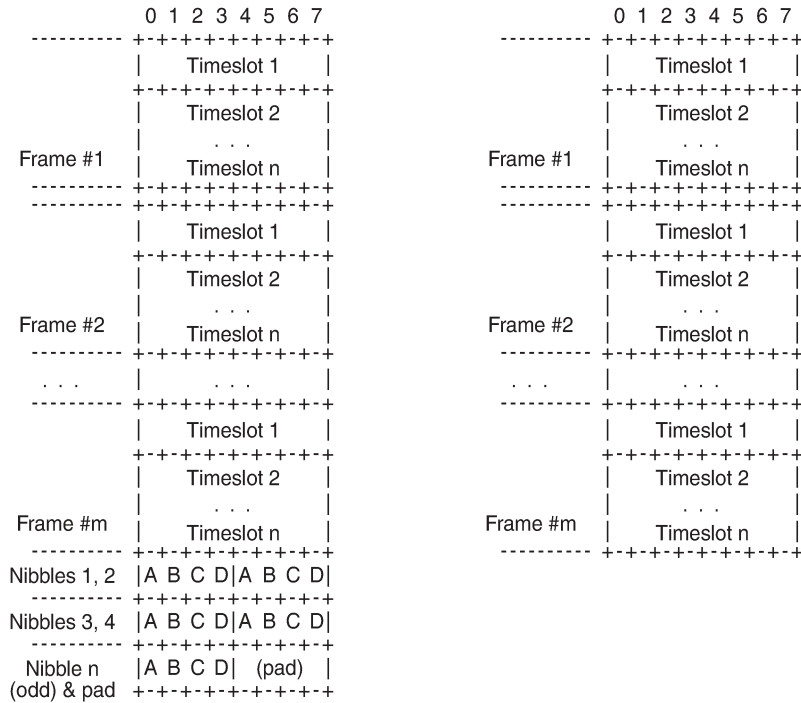 0 1 2 3 4 5 6 7
----------- +-+-+-+-+-+-+-+-+
| Timeslot 1 |
+-+-+-+-+-+-+-+-+
| Timeslot 2 |
| . . . |
Frame #1 | Timeslot n |
----------- +-+-+-+-+-+-+-+-+
----------- +-+-+-+-+-+-+-+-+
| Timeslot 1 |
+-+-+-+-+-+-+-+-+
| Timeslot 2 |
| . . . |
Frame #2 | Timeslot n |
----------- +-+-+-+-+-+-+-+-+
. . . | . . . |
----------- +-+-+-+-+-+-+-+-+
| Timeslot 1 |
+-+-+-+-+-+-+-+-+
| Timeslot 2 |
| . . . |
Frame #m | Timeslot n |
----------- +-+-+-+-+-+-+-+-+
Nibbles 1, 2 |A B C D|A B C D|
----------- +-+-+-+-+-+-+-+-+
Nibbles 3, 4 |A B C D|A B C D|
----------- +-+-+-+-+-+-+-+-+
Nibble n |A B C D| (pad) |
(odd) & pad +-+-+-+-+-+-+-+-+
0 1 2 3 4 5 6 7
----------- +-+-+-+-+-+-+-+-+
| Timeslot 1 |
+-+-+-+-+-+-+-+-+
| Timeslot 2 |
| . . . |
Frame #1 | Timeslot n |
----------- +-+-+-+-+-+-+-+-+
----------- +-+-+-+-+-+-+-+-+
| Timeslot 1 |
+-+-+-+-+-+-+-+-+
| Timeslot 2 |
| . . . |
Frame #2 | Timeslot n |
----------- +-+-+-+-+-+-+-+-+
. . . | . . . |
----------- +-+-+-+-+-+-+-+-+
| Timeslot 1 |
+-+-+-+-+-+-+-+-+
| Timeslot 2 |
| . . . |
Frame #m | Timeslot n |
----------- +-+-+-+-+-+-+-+-+